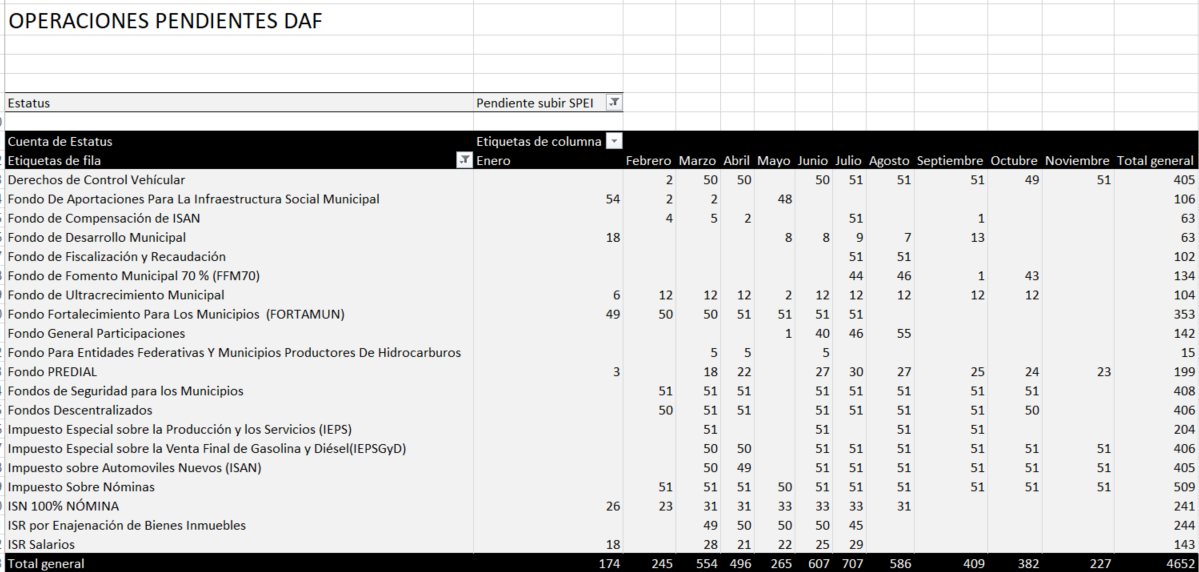 OPERACIONES PENDIENTES DAF
Estatus Pendiente subir SPEI
Cuenta de Estatus Etiquetas de columna
Etiquetas de fila Enero Febrero Marzo Abril Mayo Junio Julio Agosto Septiembre Octubre Noviembre Total general
Derechos de Control Vehícular 2 50 50 50 51 51 51 49 51 405
Fondo De Aportaciones Para La Infraestructura Social Municipal 54 2 2 48 106
Fondo de Compensación de ISAN 4 5 2 51 1 63
Fondo de Desarrollo Municipal 18 8 8 9 7 13 63
Fondo de Fiscalización y Recaudación 51 51 102
Fondo de Fomento Municipal 70 % (FFM70) 44 46 1 43 134
Fondo de Ultracrecimiento Municipal 6 12 12 12 2 12 12 12 12 12 104
Fondo Fortalecimiento Para Los Municipios (FORTAMUN) 49 50 50 51 51 51 51 353
Fondo General Participaciones 1 40 46 55 142
Fondo Para Entidades Federativas Y Municipios Productores De Hidrocarburos 5 5 5 15
Fondo PREDIAL 3 18 22 27 30 27 25 24 23 199
Fondos de Seguridad para los Municipios 51 51 51 51 51 51 51 51 408
Fondos Descentralizados 50 51 51 51 51 51 51 50 406
Impuesto Especial sobre la Producción y los Servicios (IEPS) 51 51 51 51 204
Impuesto Especial sobre la Venta Final de Gasolina y Diésel(IEPSGyD) 50 50 51 51 51 51 51 51 406
Impuesto sobre Automoviles Nuevos (ISAN) 50 49 51 51 51 51 51 51 405
Impuesto Sobre Nóminas 51 51 51 50 51 51 51 51 51 51 509
ISN 100% NÓMINA 26 23 31 31 33 33 33 31 241
ISR por Enajenación de Bienes Inmuebles 49 50 50 50 45 244
ISR Salarios 18 28 21 22 25 29 143
Total general 174 245 554 496 265 607 707 586 409 382 227 4652